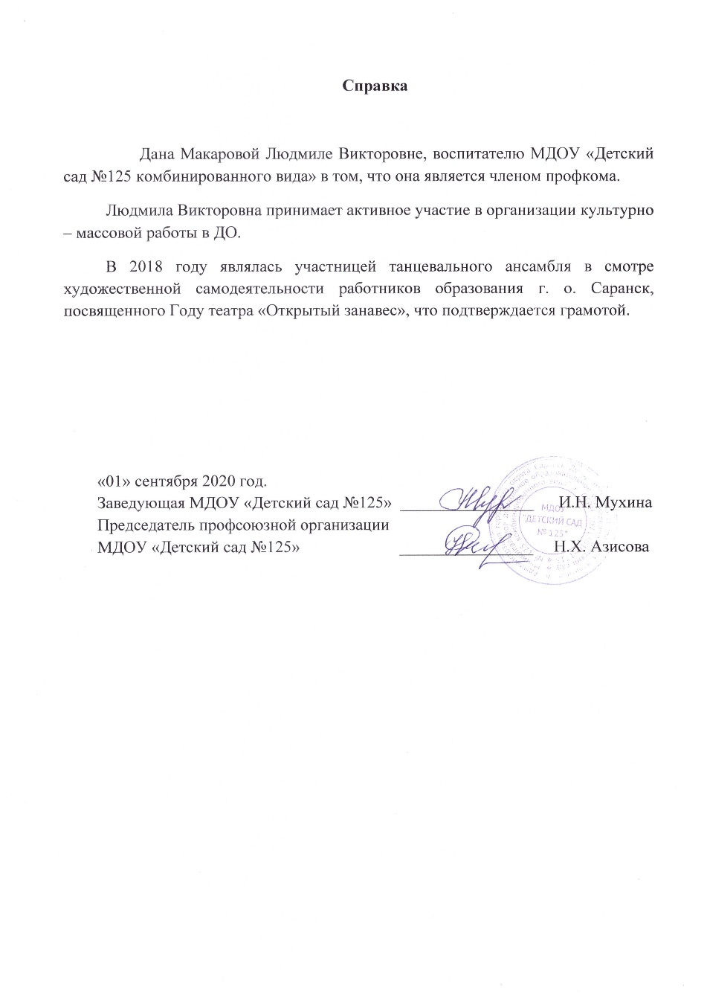 Справка
Дана Макаровой Людмиле Викторовне, воспитателю МДОУ «Детский
сад №125 комбинированного вида» в том, что она является членом профкома.
Людмила Викторовна принимает активное участие в организации культурно
– массовой работы в ДО.
В 2018 году являлась участницей танцевального ансамбля в смотре
художественной самодеятельности работников образования г. о. Саранск,
посвященного Году театра «Открытый занавес», что подтверждается грамотой.
«01» сентября 2020 год.
Заведующая МДОУ «Детский сад №125» ________________ И.Н. Мухина
Председатель профсоюзной организации
МДОУ «Детский сад №125» ________________ Н.Х. Азисова
МДОУ
"ДЕТСКИЙ САД
№ 125"